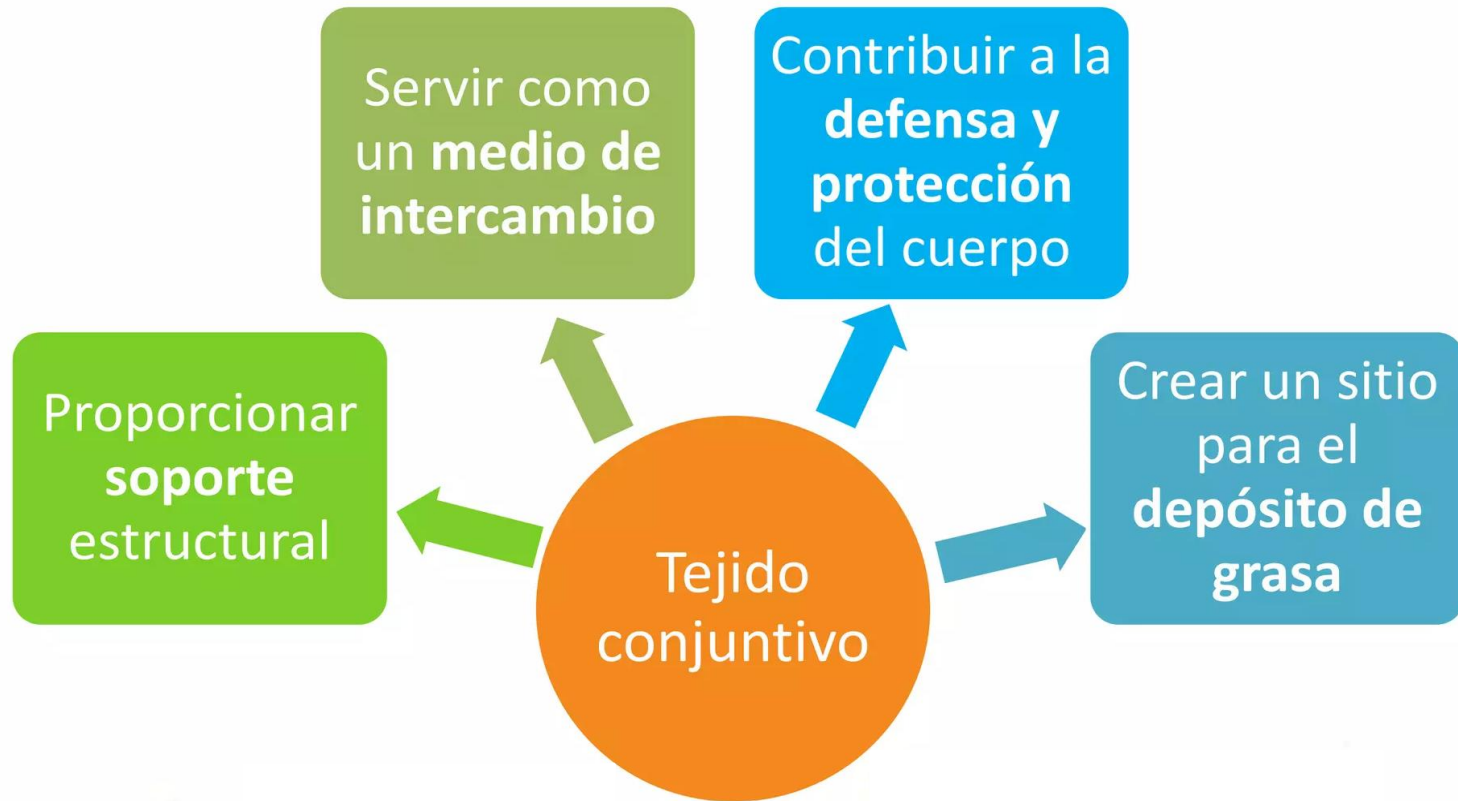 Servir como
un medio de
intercambio
Contribuir a la
defensa y
protección
del cuerpo
Proporcionar
soporte
estructural
Crear un sitio
para el
depósito de
grasa
Tejido
conjuntivo